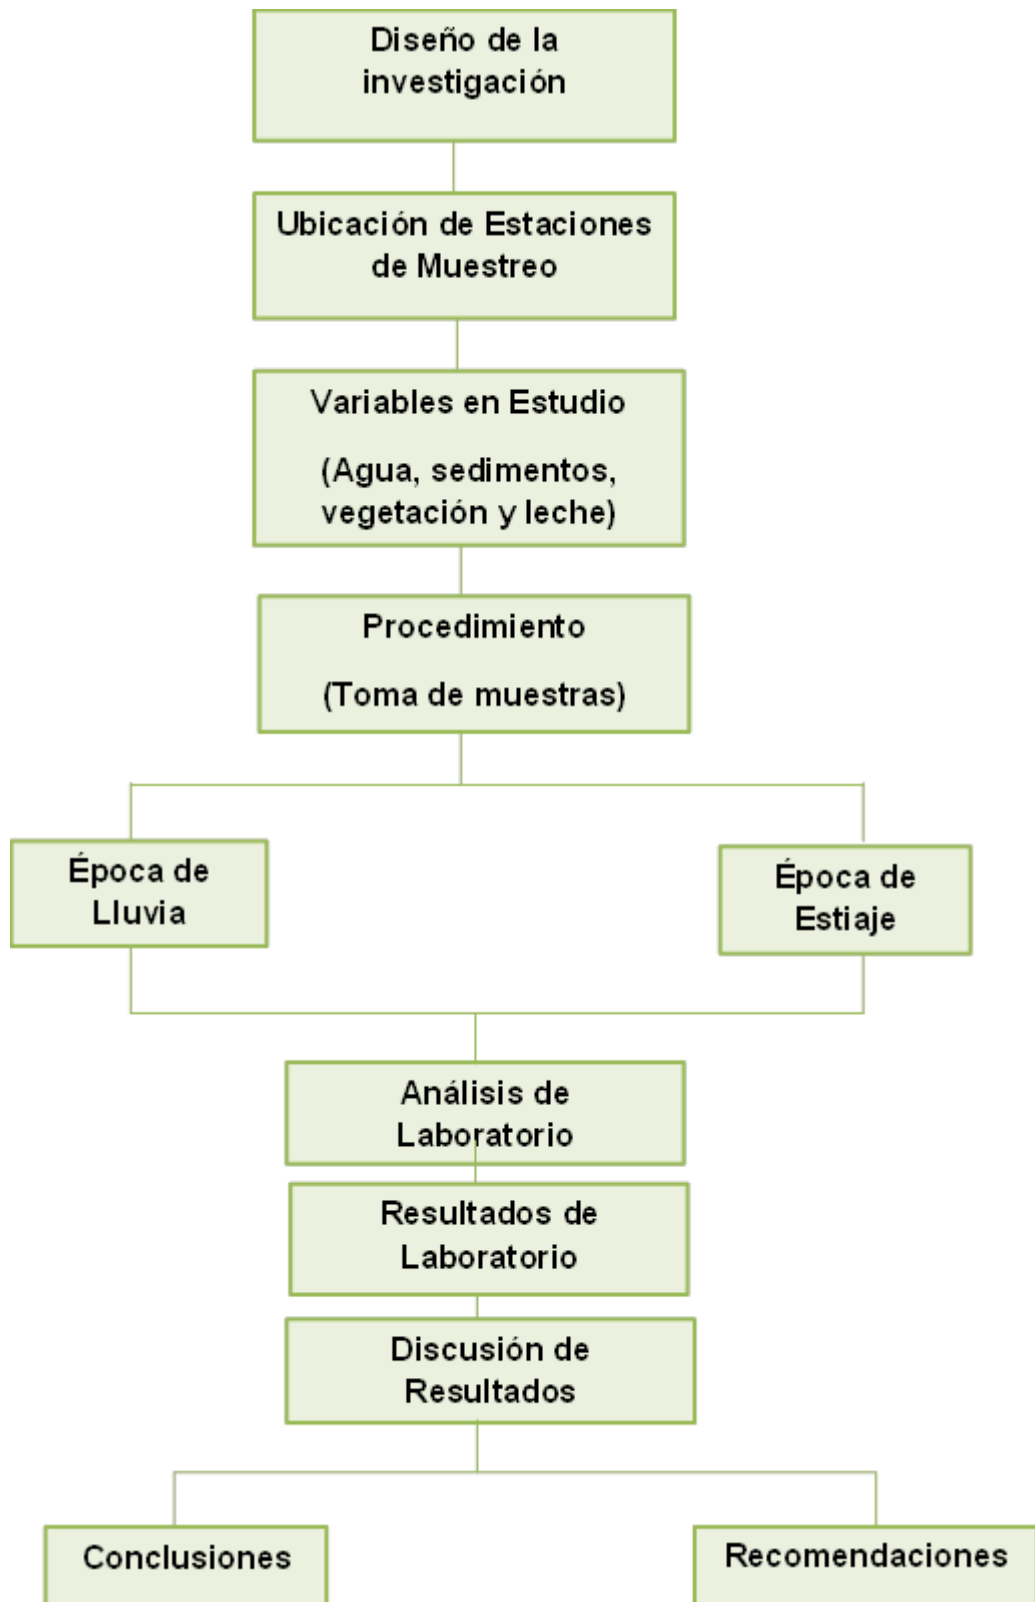 Diseño de la
investigación
Ubicación de Estaciones
de Muestreo
Variables en Estudio
(Agua, sedimentos,
vegetación y leche)
Procedimiento
(Toma de muestras)
Época de
Lluvia
Época de
Estiaje
Análisis de
Laboratorio
Resultados de
Laboratorio
Discusión de
Resultados
Conclusiones
Recomendaciones